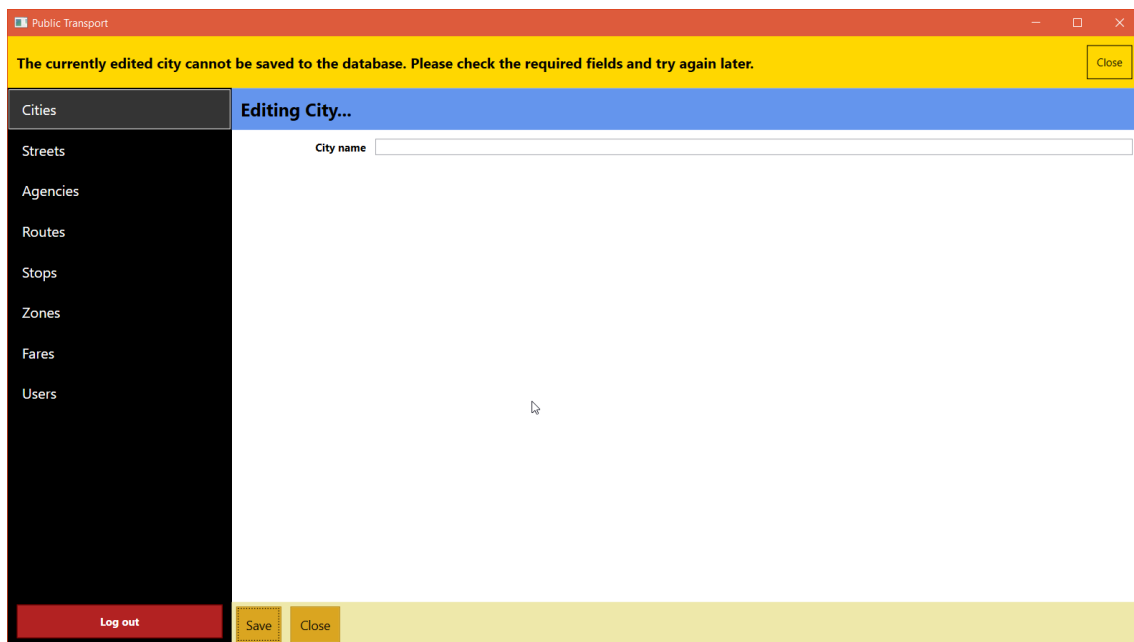 Public Transport
The currently edited city cannot be saved to the database. Please check the required fields and try again later.
Close
Cities
Editing City...
City name
Streets
Agencies
Routes
Stops
Zones
Fares
Users
Log out
Save
Close